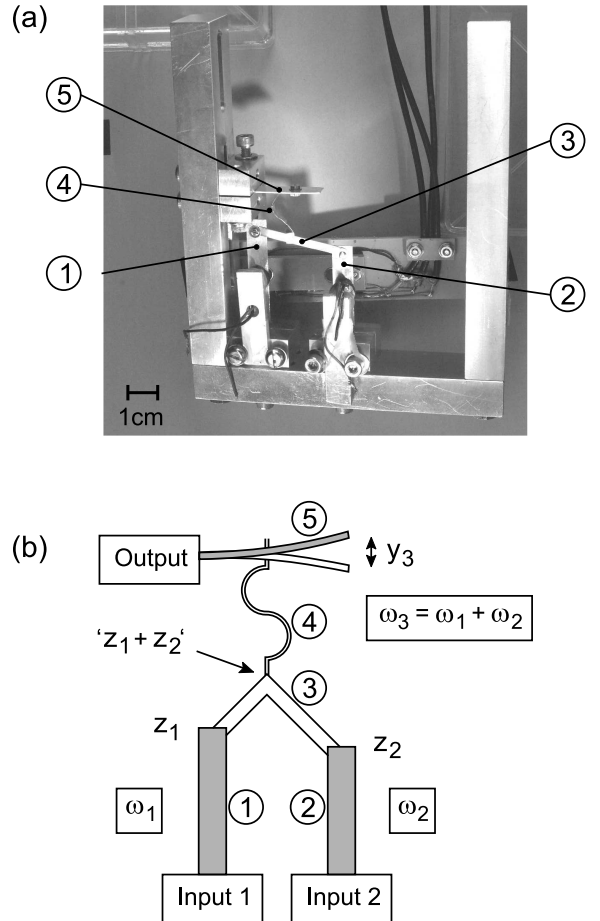 (a)
5
4
3
1
2
1cm
(b)
5
Output
y₃
ω₃ = ω₁ + ω₂
4
‘z₁ + z₂‘
3
z₁
z₂
ω₁
1
2
ω₂
Input 1
Input 2